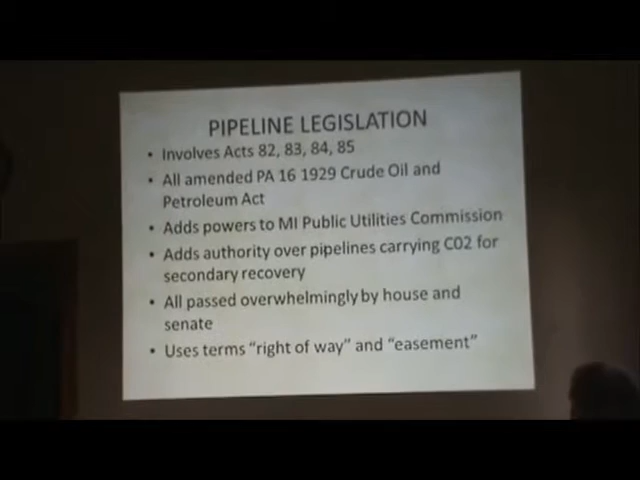 PIPELINE LEGISLATION
• Involves Acts 82, 83, 84, 85
• All amended PA 16 1929 Crude Oil and
Petroleum Act
• Adds powers to MI Public Utilities Commission
• Adds authority over pipelines carrying C02 for
secondary recovery
• All passed overwhelmingly by house and
senate
• Uses terms “right of way” and “easement”